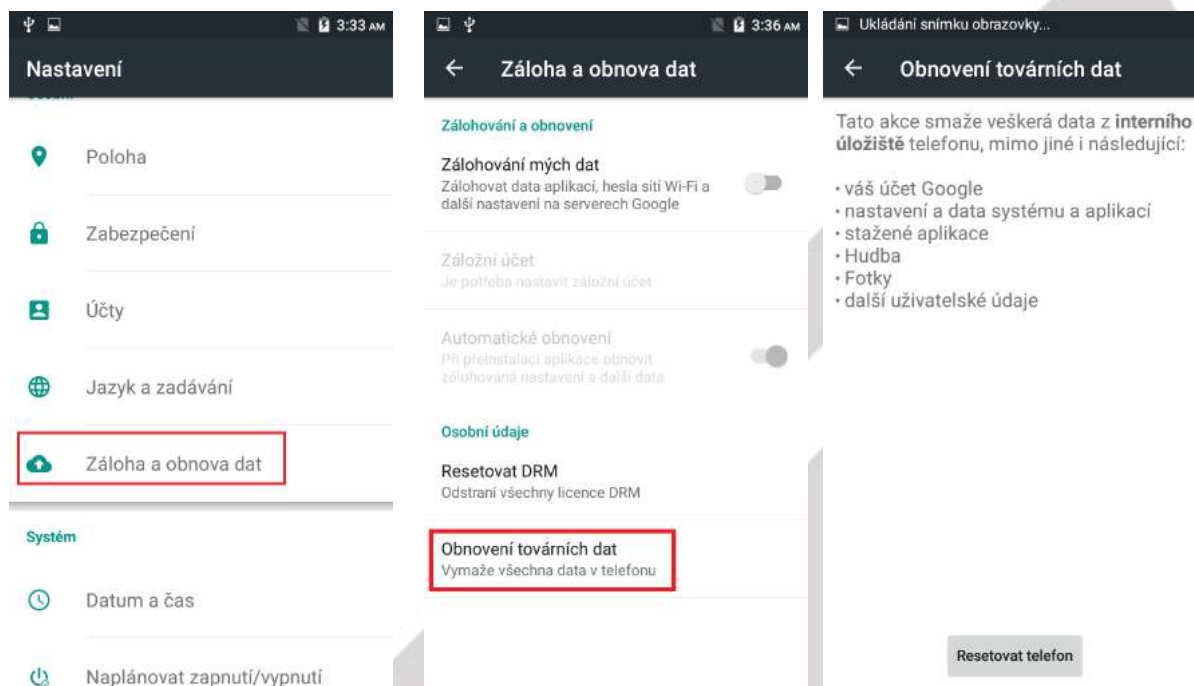 3:33 AM
Nastavení
Poloha
Zabezpečení
Účty
Jazyk a zadávání
Záloha a obnova dat
Systém
Datum a čas
Naplánovat zapnutí/vypnutí
3:36 AM
Záloha a obnova dat
Zálohování a obnovení
Zálohování mých dat
Zálohovat data aplikací, hesla sítí Wi-Fi a
další nastavení na serverech Google
Záložní účet
Je potřeba nastavit záložní účet
Automatické obnovení
Při přeinstalaci aplikace obnovit
zálohovaná nastavení a další data
Osobní údaje
Resetovat DRM
Odstraní všechny licence DRM
Obnovení továrních dat
Vymaže všechna data v telefonu
Ukládání snímku obrazovky...
Obnovení továrních dat
Tato akce smaže veškerá data z interního
úložiště telefonu, mimo jiné i následující:
• váš účet Google
• nastavení a data systému a aplikací
• stažené aplikace
• Hudba
• Fotky
• další uživatelské údaje
Resetovat telefon